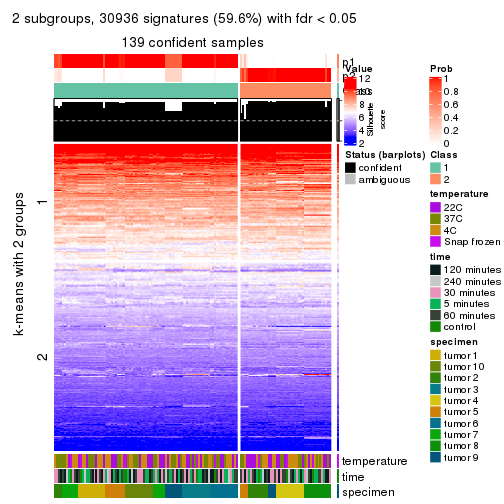 2 subgroups, 30936 signatures (59.6%) with fdr < 0.05
139 confident samples
k-means with 2 groups
1
2
p1
Value
12
10
8
6
4
2
Silhouette
score
Status (barplots)
confident
ambiguous
Prob
1
0.8
0.6
0.4
0.2
0
Class
1
2
temperature
22C
37C
4C
Snap frozen
time
120 minutes
240 minutes
30 minutes
5 minutes
60 minutes
control
specimen
tumor 1
tumor 10
tumor 2
tumor 3
tumor 4
tumor 5
tumor 6
tumor 7
tumor 8
tumor 9
temperature
time
specimen